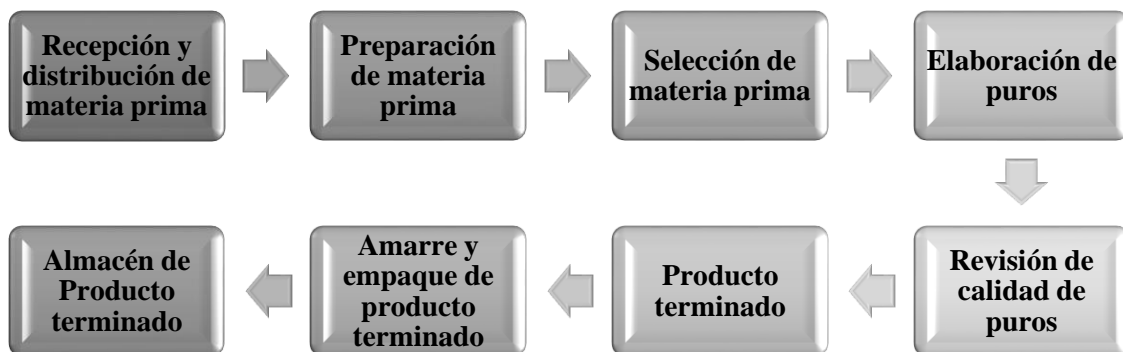 Recepción y
distribución de
materia prima
Preparación
de materia
prima
Selección de
materia prima
Elaboración de
puros
Revisión de
calidad de
puros
Producto
terminado
Amarre y
empaque de
producto
terminado
Almacén de
Producto
terminado